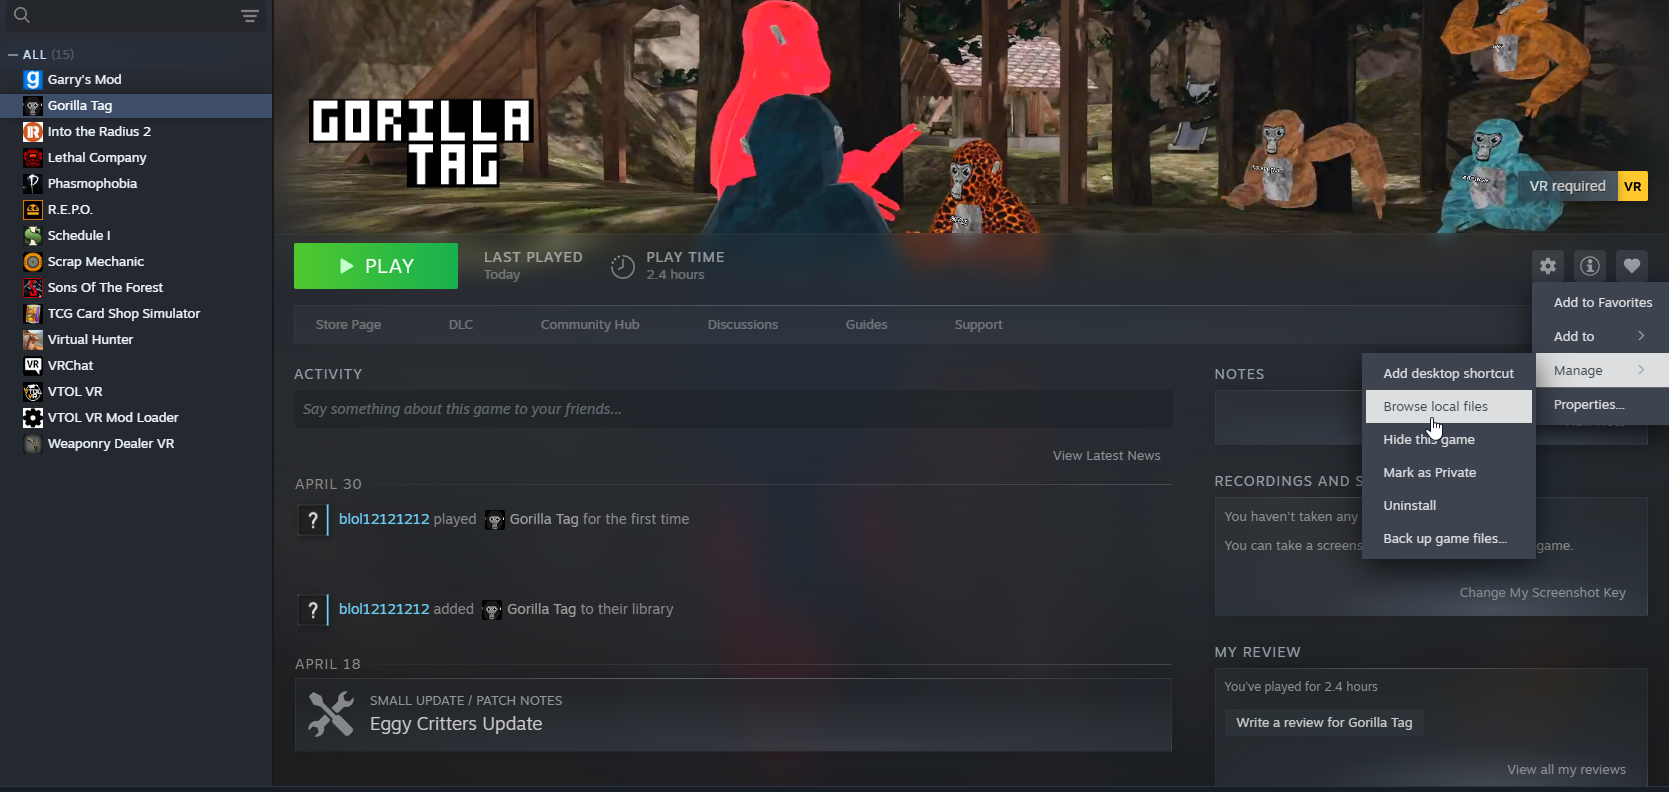 ALL (15)
Garry's Mod
Gorilla Tag
Into the Radius 2
Lethal Company
Phasmophobia
R.E.P.O.
Schedule I
Scrap Mechanic
Sons Of The Forest
TCG Card Shop Simulator
Virtual Hunter
VRChat
VTOL VR
VTOL VR Mod Loader
Weaponry Dealer VR
GORILLA
TAG
VR required VR
PLAY
LAST PLAYED
Today
PLAY TIME
2.4 hours
Store Page
DLC
Community Hub
Discussions
Guides
Support
Add to Favorites
Add to
Manage
Properties...
Add desktop shortcut
Browse local files
Hide this game
Mark as Private
Uninstall
Back up game files...
ACTIVITY
Say something about this game to your friends...
View Latest News
APRIL 30
blol12121212 played Gorilla Tag for the first time
blol12121212 added Gorilla Tag to their library
APRIL 18
SMALL UPDATE / PATCH NOTES
Eggy Critters Update
NOTES
RECORDINGS AND S
You haven't taken any
You can take a screens
game.
Change My Screenshot Key
MY REVIEW
You've played for 2.4 hours
Write a review for Gorilla Tag
View all my reviews